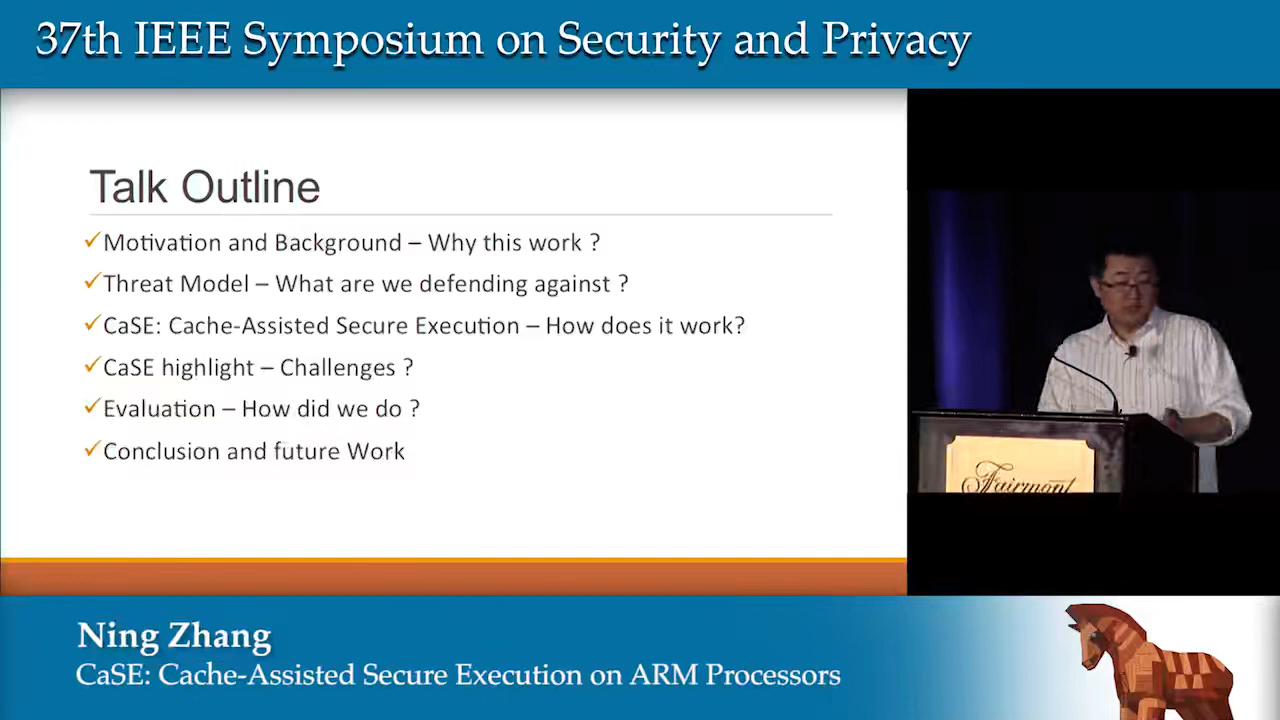 37th IEEE Symposium on Security and Privacy
Talk Outline
Motivation and Background – Why this work ?
Threat Model – What are we defending against ?
CaSE: Cache-Assisted Secure Execution – How does it work?
CaSE highlight – Challenges ?
Evaluation – How did we do ?
Conclusion and future Work
Fairmont
Ning Zhang
CaSE: Cache-Assisted Secure Execution on ARM Processors